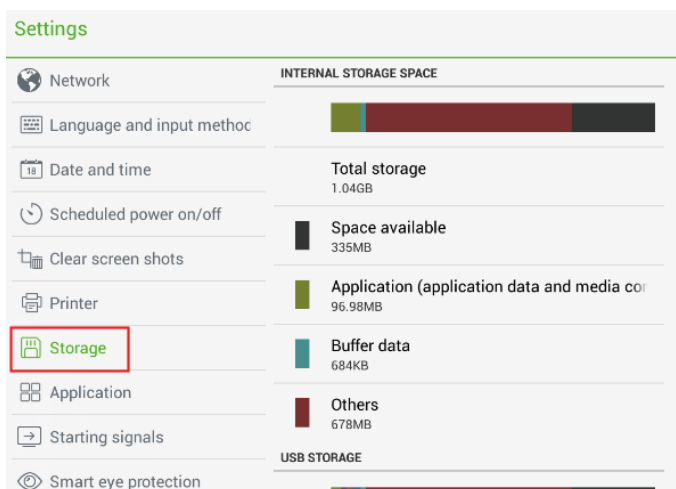 Settings
Network
Language and input method
18
Date and time
Scheduled power on/off
Clear screen shots
Printer
Storage
Application
Starting signals
Smart eye protection
INTERNAL STORAGE SPACE
Total storage
1.04GB
Space available
335MB
Application (application data and media cor
96.98MB
Buffer data
684KB
Others
678MB
USB STORAGE